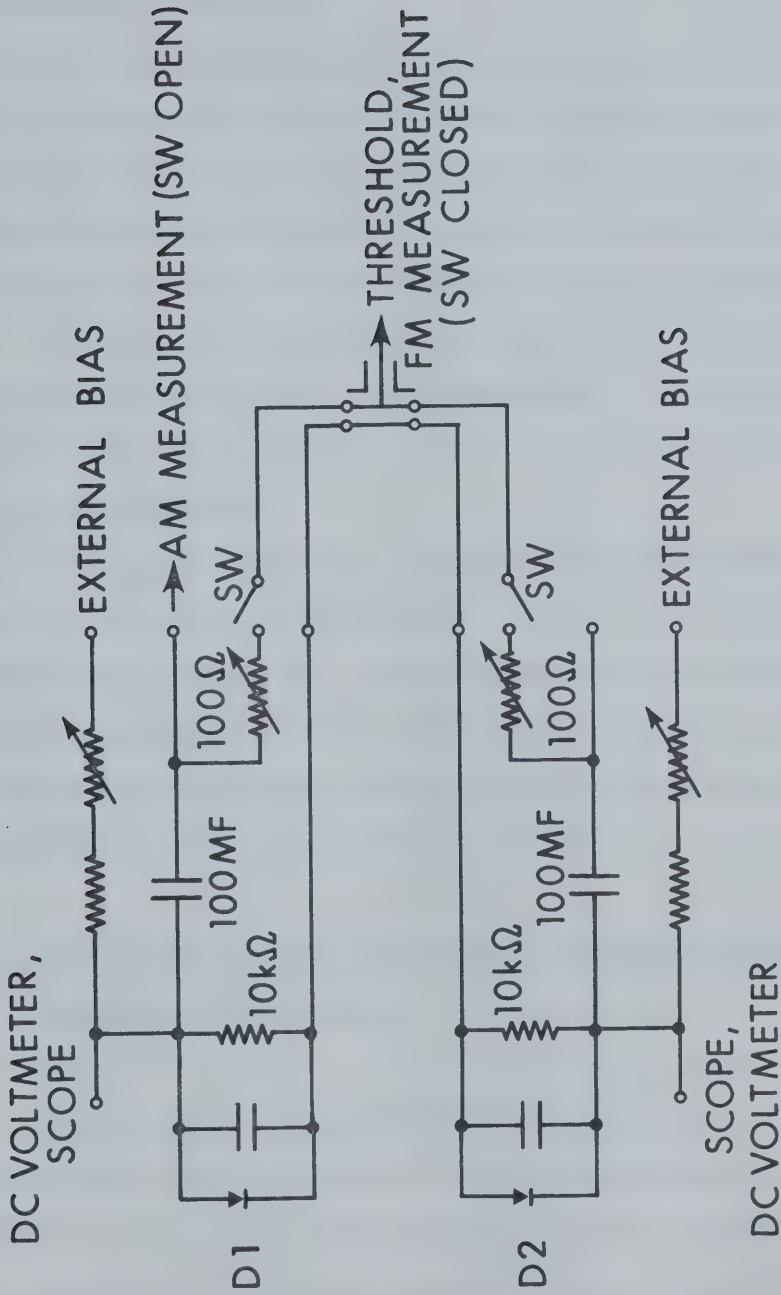 DC VOLTMETER,
SCOPE
EXTERNAL BIAS
AM MEASUREMENT (SW OPEN)
100MF
10kΩ
100Ω
SW
D1
THRESHOLD,
FM MEASUREMENT
(SW CLOSED)
D2
10kΩ
100MF
100Ω
SW
EXTERNAL BIAS
SCOPE,
DC VOLTMETER